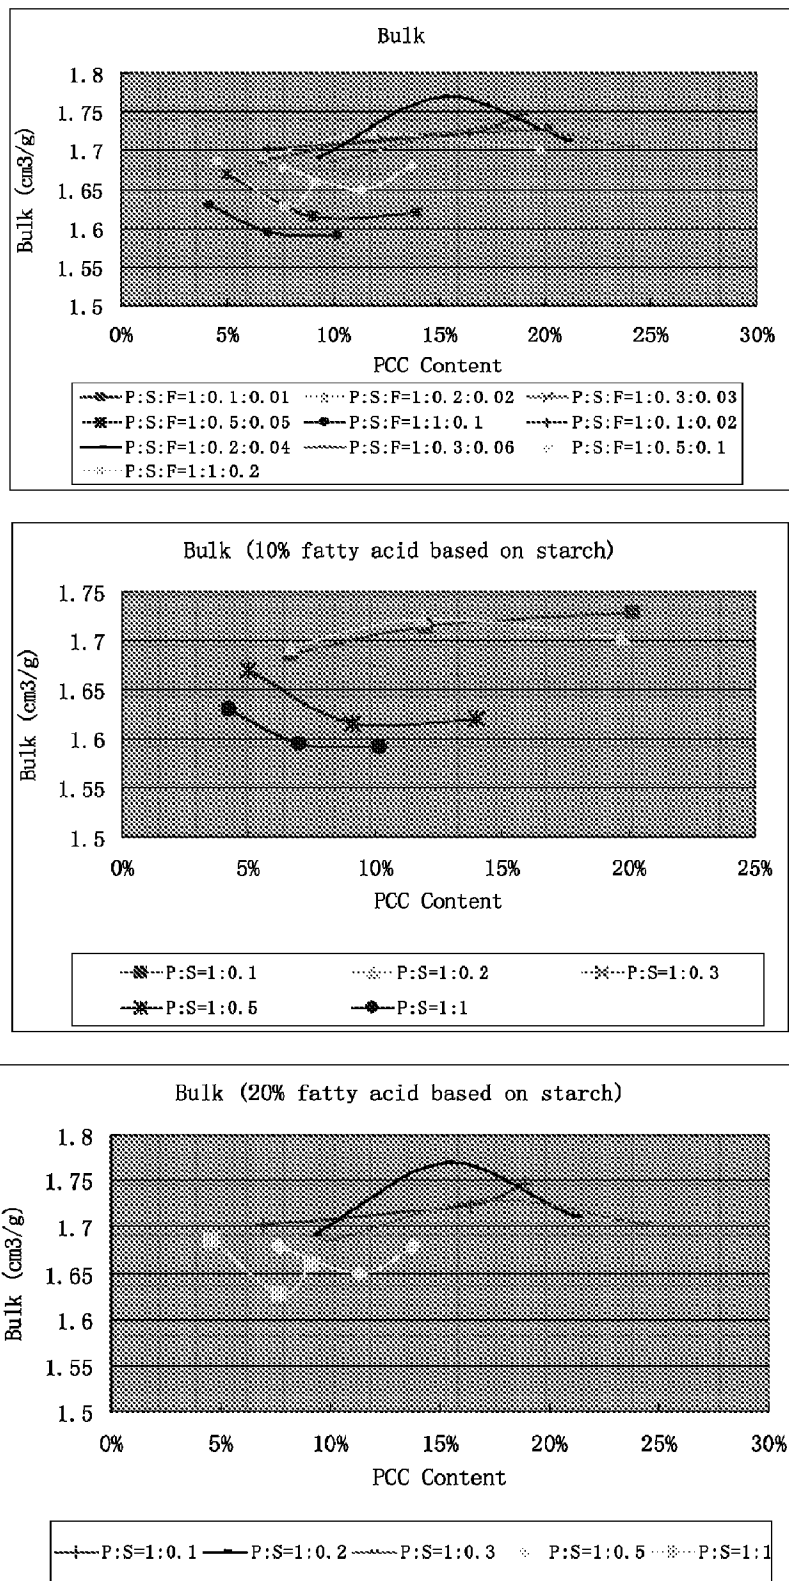 Bulk
Bulk (cm3/g)
1.8
1.75
1.7
1.65
1.6
1.55
1.5
0% 5% 10% 15% 20% 25% 30%
PCC Content
P:S:F=1:0.1:0.01 P:S:F=1:0.2:0.02 P:S:F=1:0.3:0.03
P:S:F=1:0.5:0.05 P:S:F=1:1:0.1 P:S:F=1:0.1:0.02
P:S:F=1:0.2:0.04 P:S:F=1:0.3:0.06 P:S:F=1:0.5:0.1
P:S:F=1:1:0.2
Bulk (10% fatty acid based on starch)
Bulk (cm3/g)
1.75
1.7
1.65
1.6
1.55
1.5
0% 5% 10% 15% 20% 25%
PCC Content
P:S=1:0.1 P:S=1:0.2 P:S=1:0.3
P:S=1:0.5 P:S=1:1
Bulk (20% fatty acid based on starch)
Bulk (cm3/g)
1.8
1.75
1.7
1.65
1.6
1.55
1.5
0% 5% 10% 15% 20% 25% 30%
PCC Content
P:S=1:0.1 P:S=1:0.2 P:S=1:0.3 P:S=1:0.5 P:S=1:1